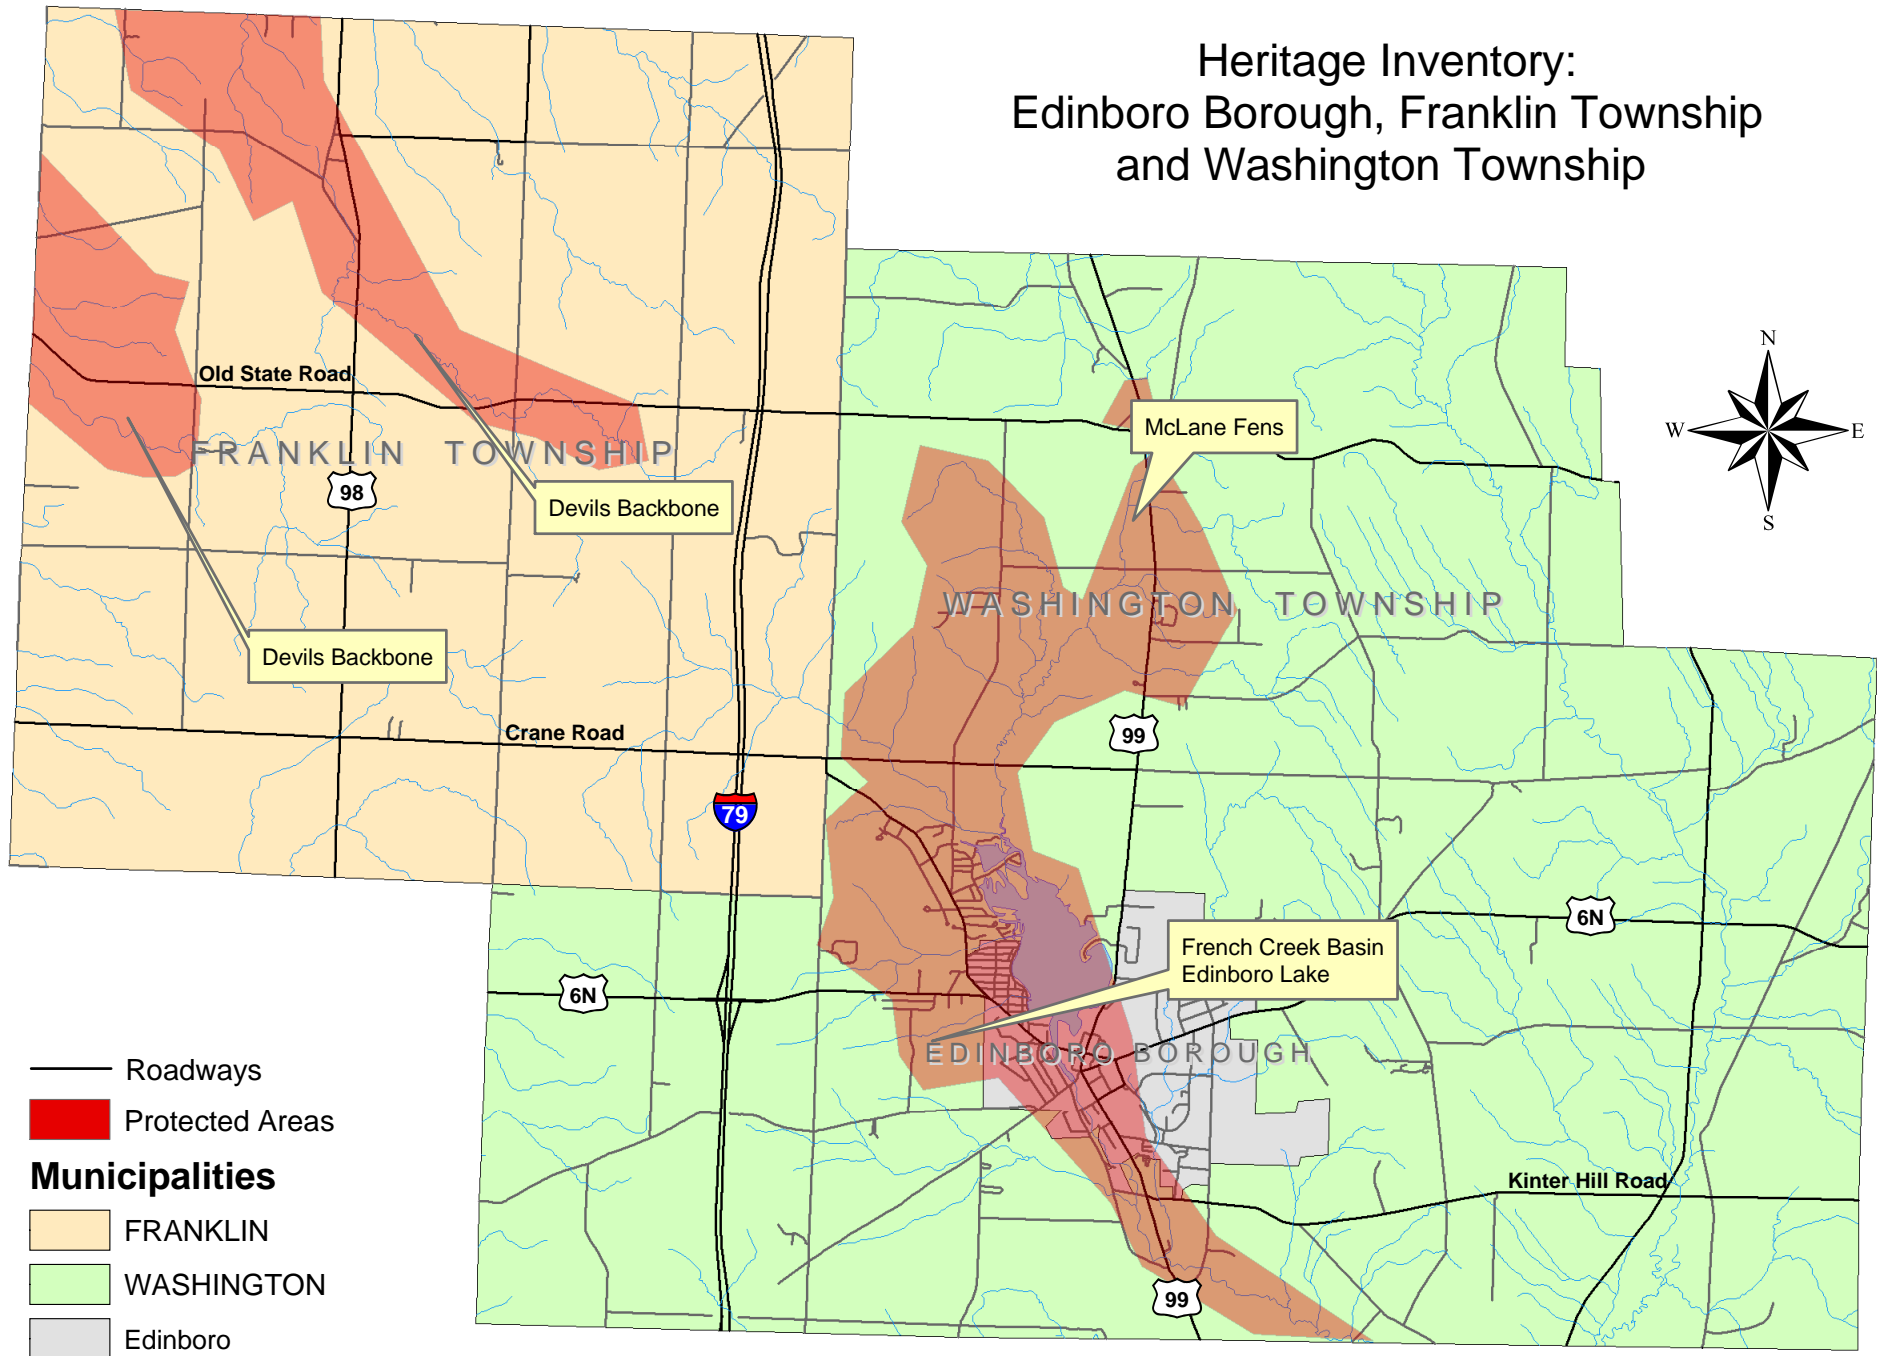 Heritage Inventory:
Edinboro Borough, Franklin Township
and Washington Township
N
W
E
S
Old State Road
McLane Fens
FRANKLIN TOWNSHIP
98
Devils Backbone
WASHINGTON TOWNSHIP
Devils Backbone
Crane Road
99
79
6N
French Creek Basin
Edinboro Lake
6N
EDINBORO BOROUGH
Kinter Hill Road
99
Roadways
Protected Areas
Municipalities
FRANKLIN
WASHINGTON
Edinboro